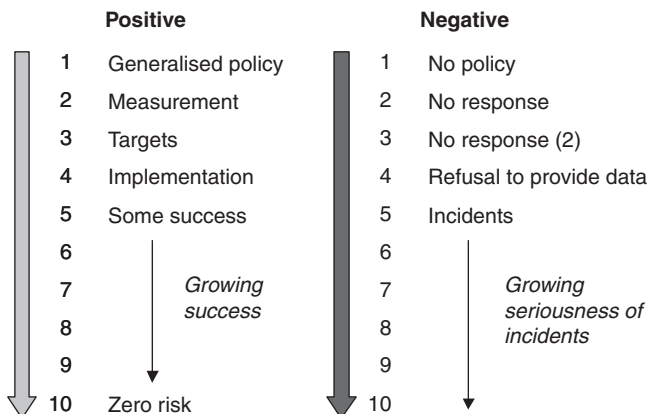 Positive Negative
1 Generalised policy 1 No policy
2 Measurement 2 No response
3 Targets 3 No response (2)
4 Implementation 4 Refusal to provide data
5 Some success 5 Incidents
6 6
7 Growing 7 Growing
success seriousness of
8 8 incidents
9 9
10 Zero risk 10